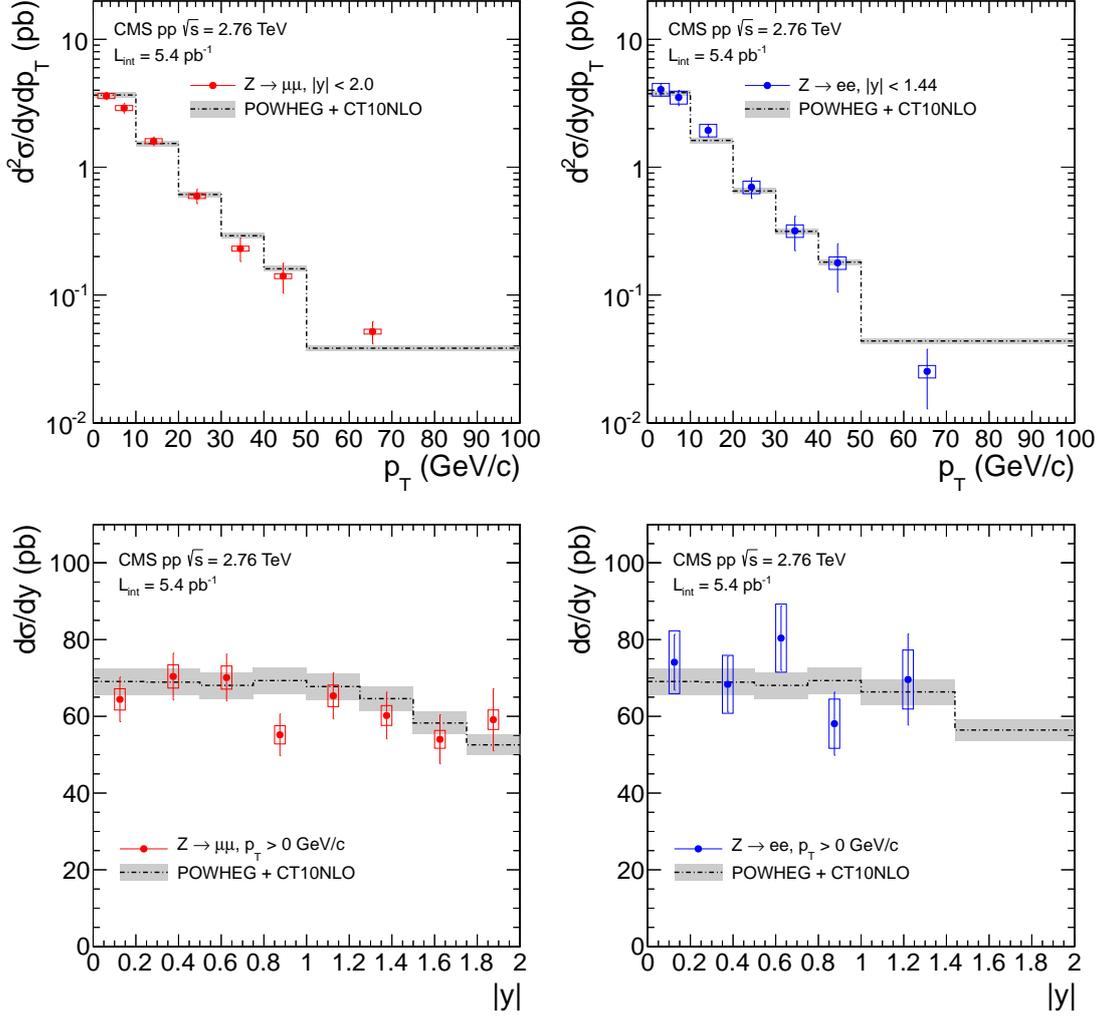 d²σ/dydp_T (pb)
CMS pp √s = 2.76 TeV
L_int = 5.4 pb⁻¹
Z → μμ, |y| < 2.0
POWHEG + CT10NLO
10
1
10⁻¹
10⁻²
0 10 20 30 40 50 60 70 80 90 100
p_T (GeV/c)
d²σ/dydp_T (pb)
CMS pp √s = 2.76 TeV
L_int = 5.4 pb⁻¹
Z → ee, |y| < 1.44
POWHEG + CT10NLO
10
1
10⁻¹
10⁻²
0 10 20 30 40 50 60 70 80 90 100
p_T (GeV/c)
dσ/dy (pb)
CMS pp √s = 2.76 TeV
L_int = 5.4 pb⁻¹
100
80
60
40
20
0
Z → μμ, p_T > 0 GeV/c
POWHEG + CT10NLO
0 0.2 0.4 0.6 0.8 1 1.2 1.4 1.6 1.8 2
|y|
dσ/dy (pb)
CMS pp √s = 2.76 TeV
L_int = 5.4 pb⁻¹
100
80
60
40
20
0
Z → ee, p_T > 0 GeV/c
POWHEG + CT10NLO
0 0.2 0.4 0.6 0.8 1 1.2 1.4 1.6 1.8 2
|y|